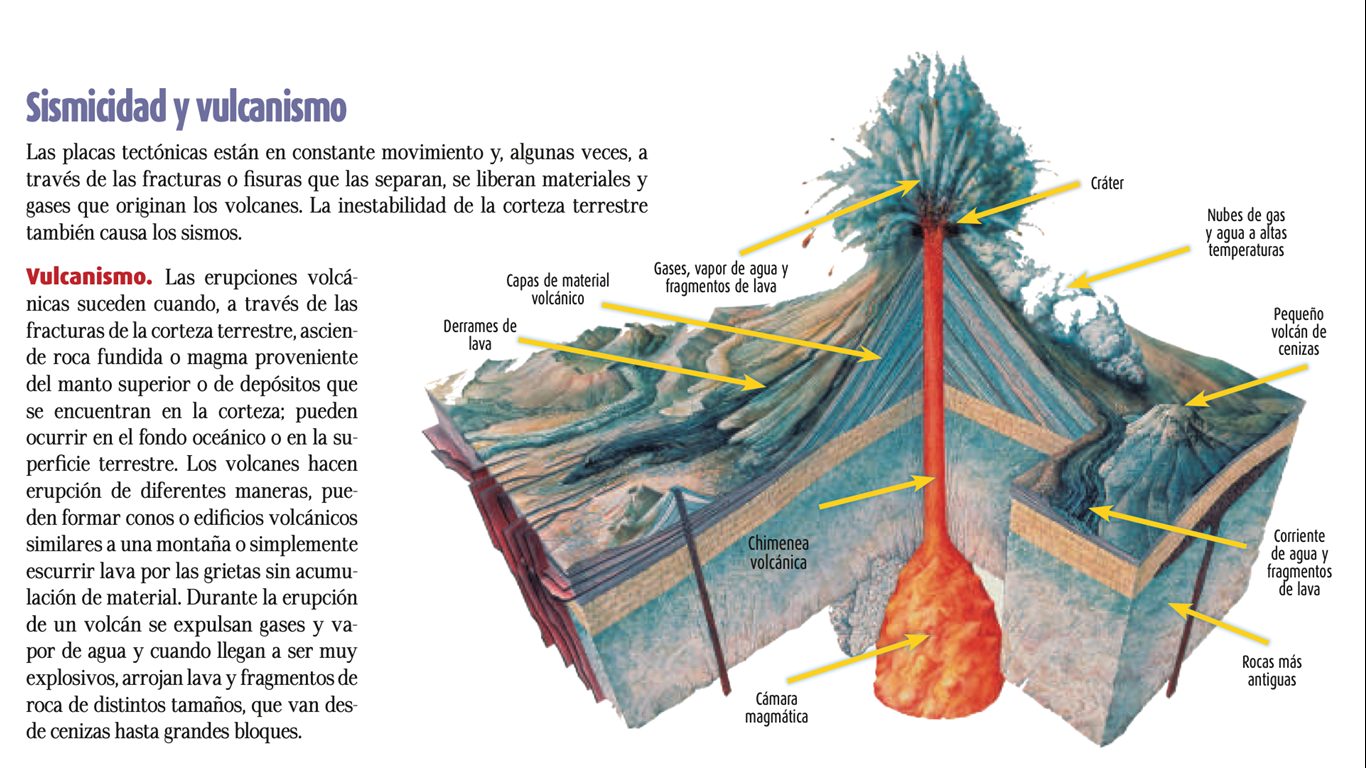 Sismicidad y vulcanismo
Las placas tectónicas están en constante movimiento y, algunas veces, a
través de las fracturas o fisuras que las separan, se liberan materiales y
gases que originan los volcanes. La inestabilidad de la corteza terrestre
también causa los sismos.
Vulcanismo. Las erupciones volcá-
nicas suceden cuando, a través de las
fracturas de la corteza terrestre, ascien-
de roca fundida o magma proveniente
del manto superior o de depósitos que
se encuentran en la corteza; pueden
ocurrir en el fondo oceánico o en la su-
perficie terrestre. Los volcanes hacen
erupción de diferentes maneras, pue-
den formar conos o edificios volcánicos
similares a una montaña o simplemente
escurrir lava por las grietas sin acumu-
lación de material. Durante la erupción
de un volcán se expulsan gases y va-
por de agua y cuando llegan a ser muy
explosivos, arrojan lava y fragmentos de
roca de distintos tamaños, que van des-
de cenizas hasta grandes bloques.
Cráter
Nubes de gas
y agua a altas
temperaturas
Gases, vapor de agua y
fragmentos de lava
Capas de material
volcánico
Derrames de
lava
Pequeño
volcán de
cenizas
Chimenea
volcánica
Corriente
de agua y
fragmentos
de lava
Rocas más
antiguas
Cámara
magmática